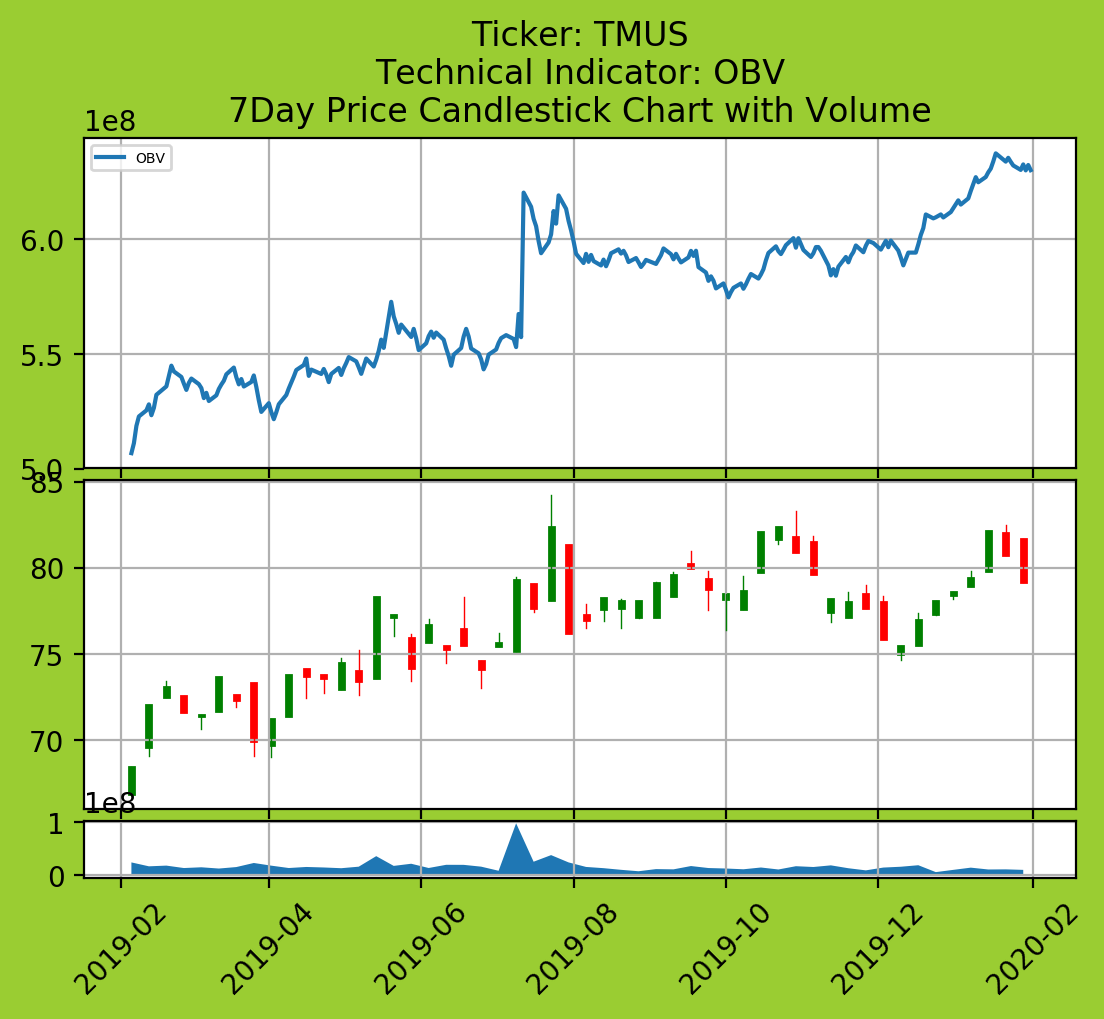 Ticker: TMUS
Technical Indicator: OBV
7Day Price Candlestick Chart with Volume
1e8
OBV
6.0
5.5
5.0
85
80
75
70
1e8
1
0
2019-02
2019-04
2019-06
2019-08
2019-10
2019-12
2020-02